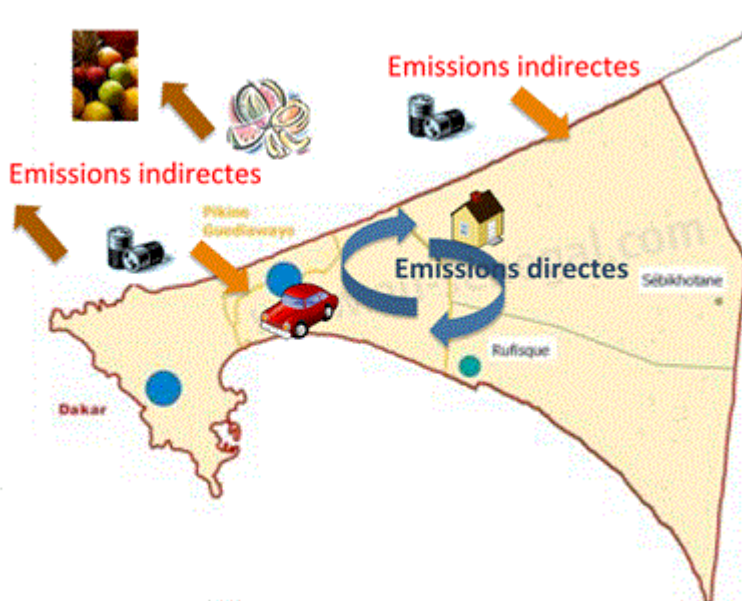 Emissions indirectes
Emissions indirectes
Pikine
Guediawaye
Emissions directes
Sébikhotane
Rufisque
Dakar